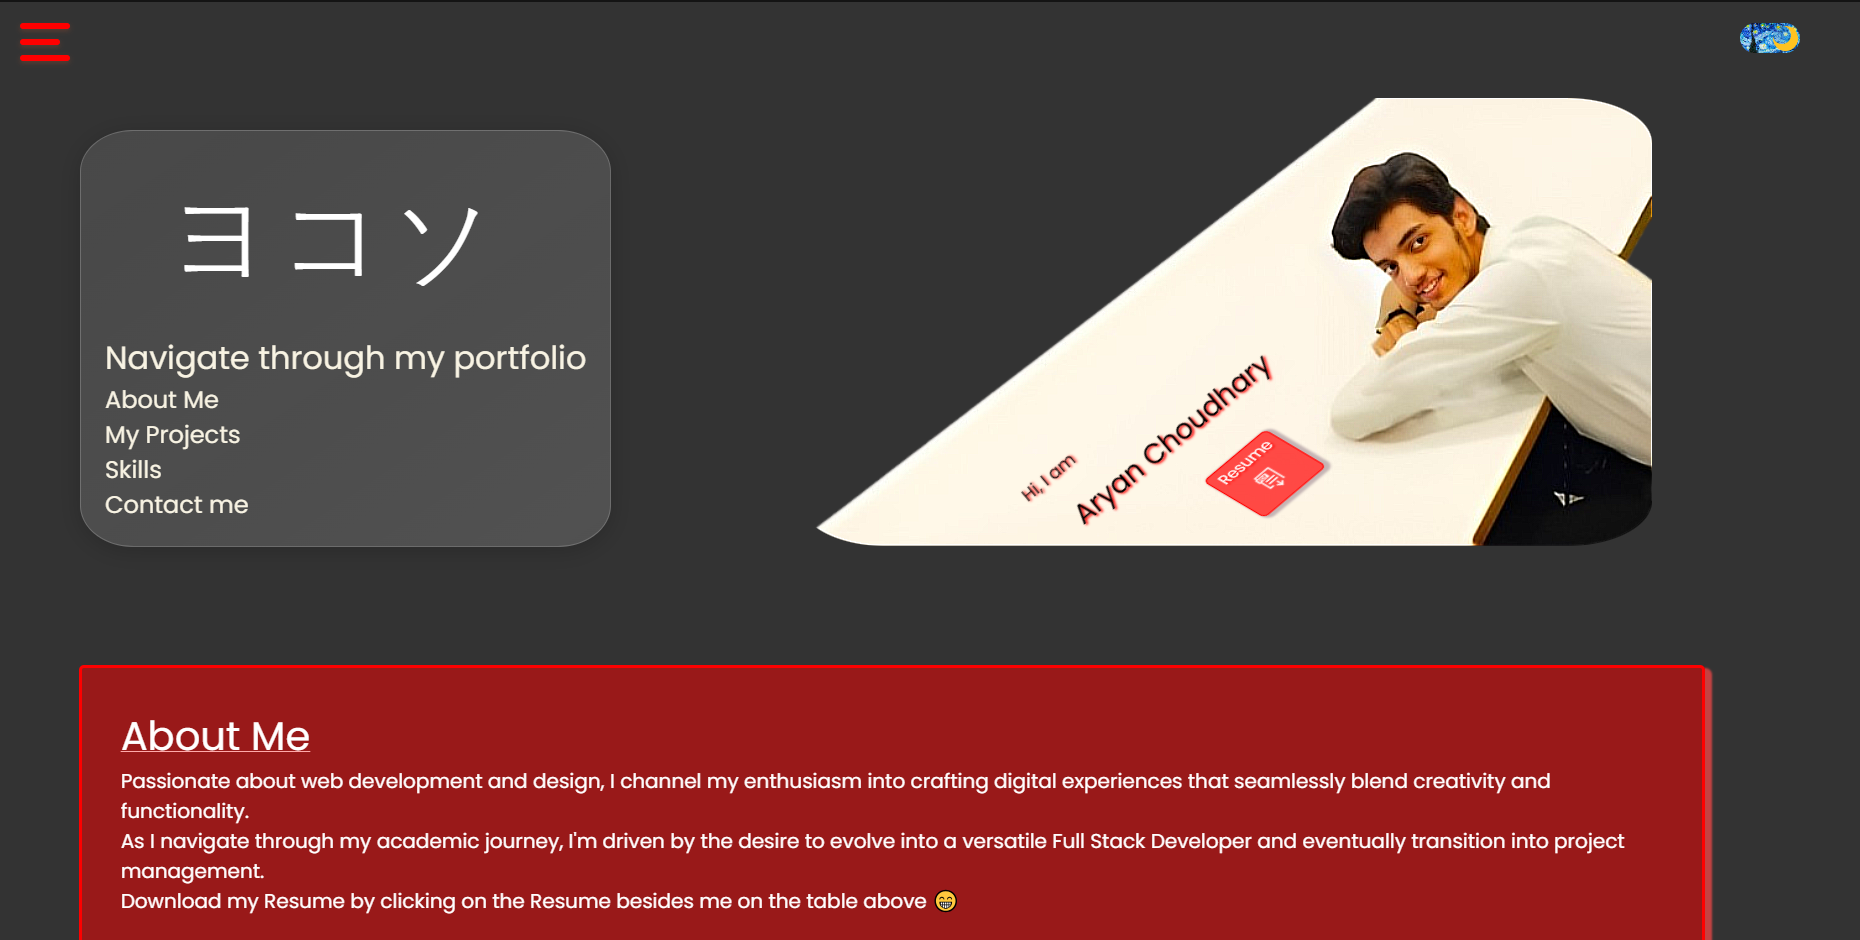 ヨコソ
Navigate through my portfolio
About Me
My Projects
Skills
Contact me
Hi, I am
Aryan Choudhary
Resume
About Me
Passionate about web development and design, I channel my enthusiasm into crafting digital experiences that seamlessly blend creativity and
functionality.
As I navigate through my academic journey, I'm driven by the desire to evolve into a versatile Full Stack Developer and eventually transition into project
management.
Download my Resume by clicking on the Resume besides me on the table above 😁